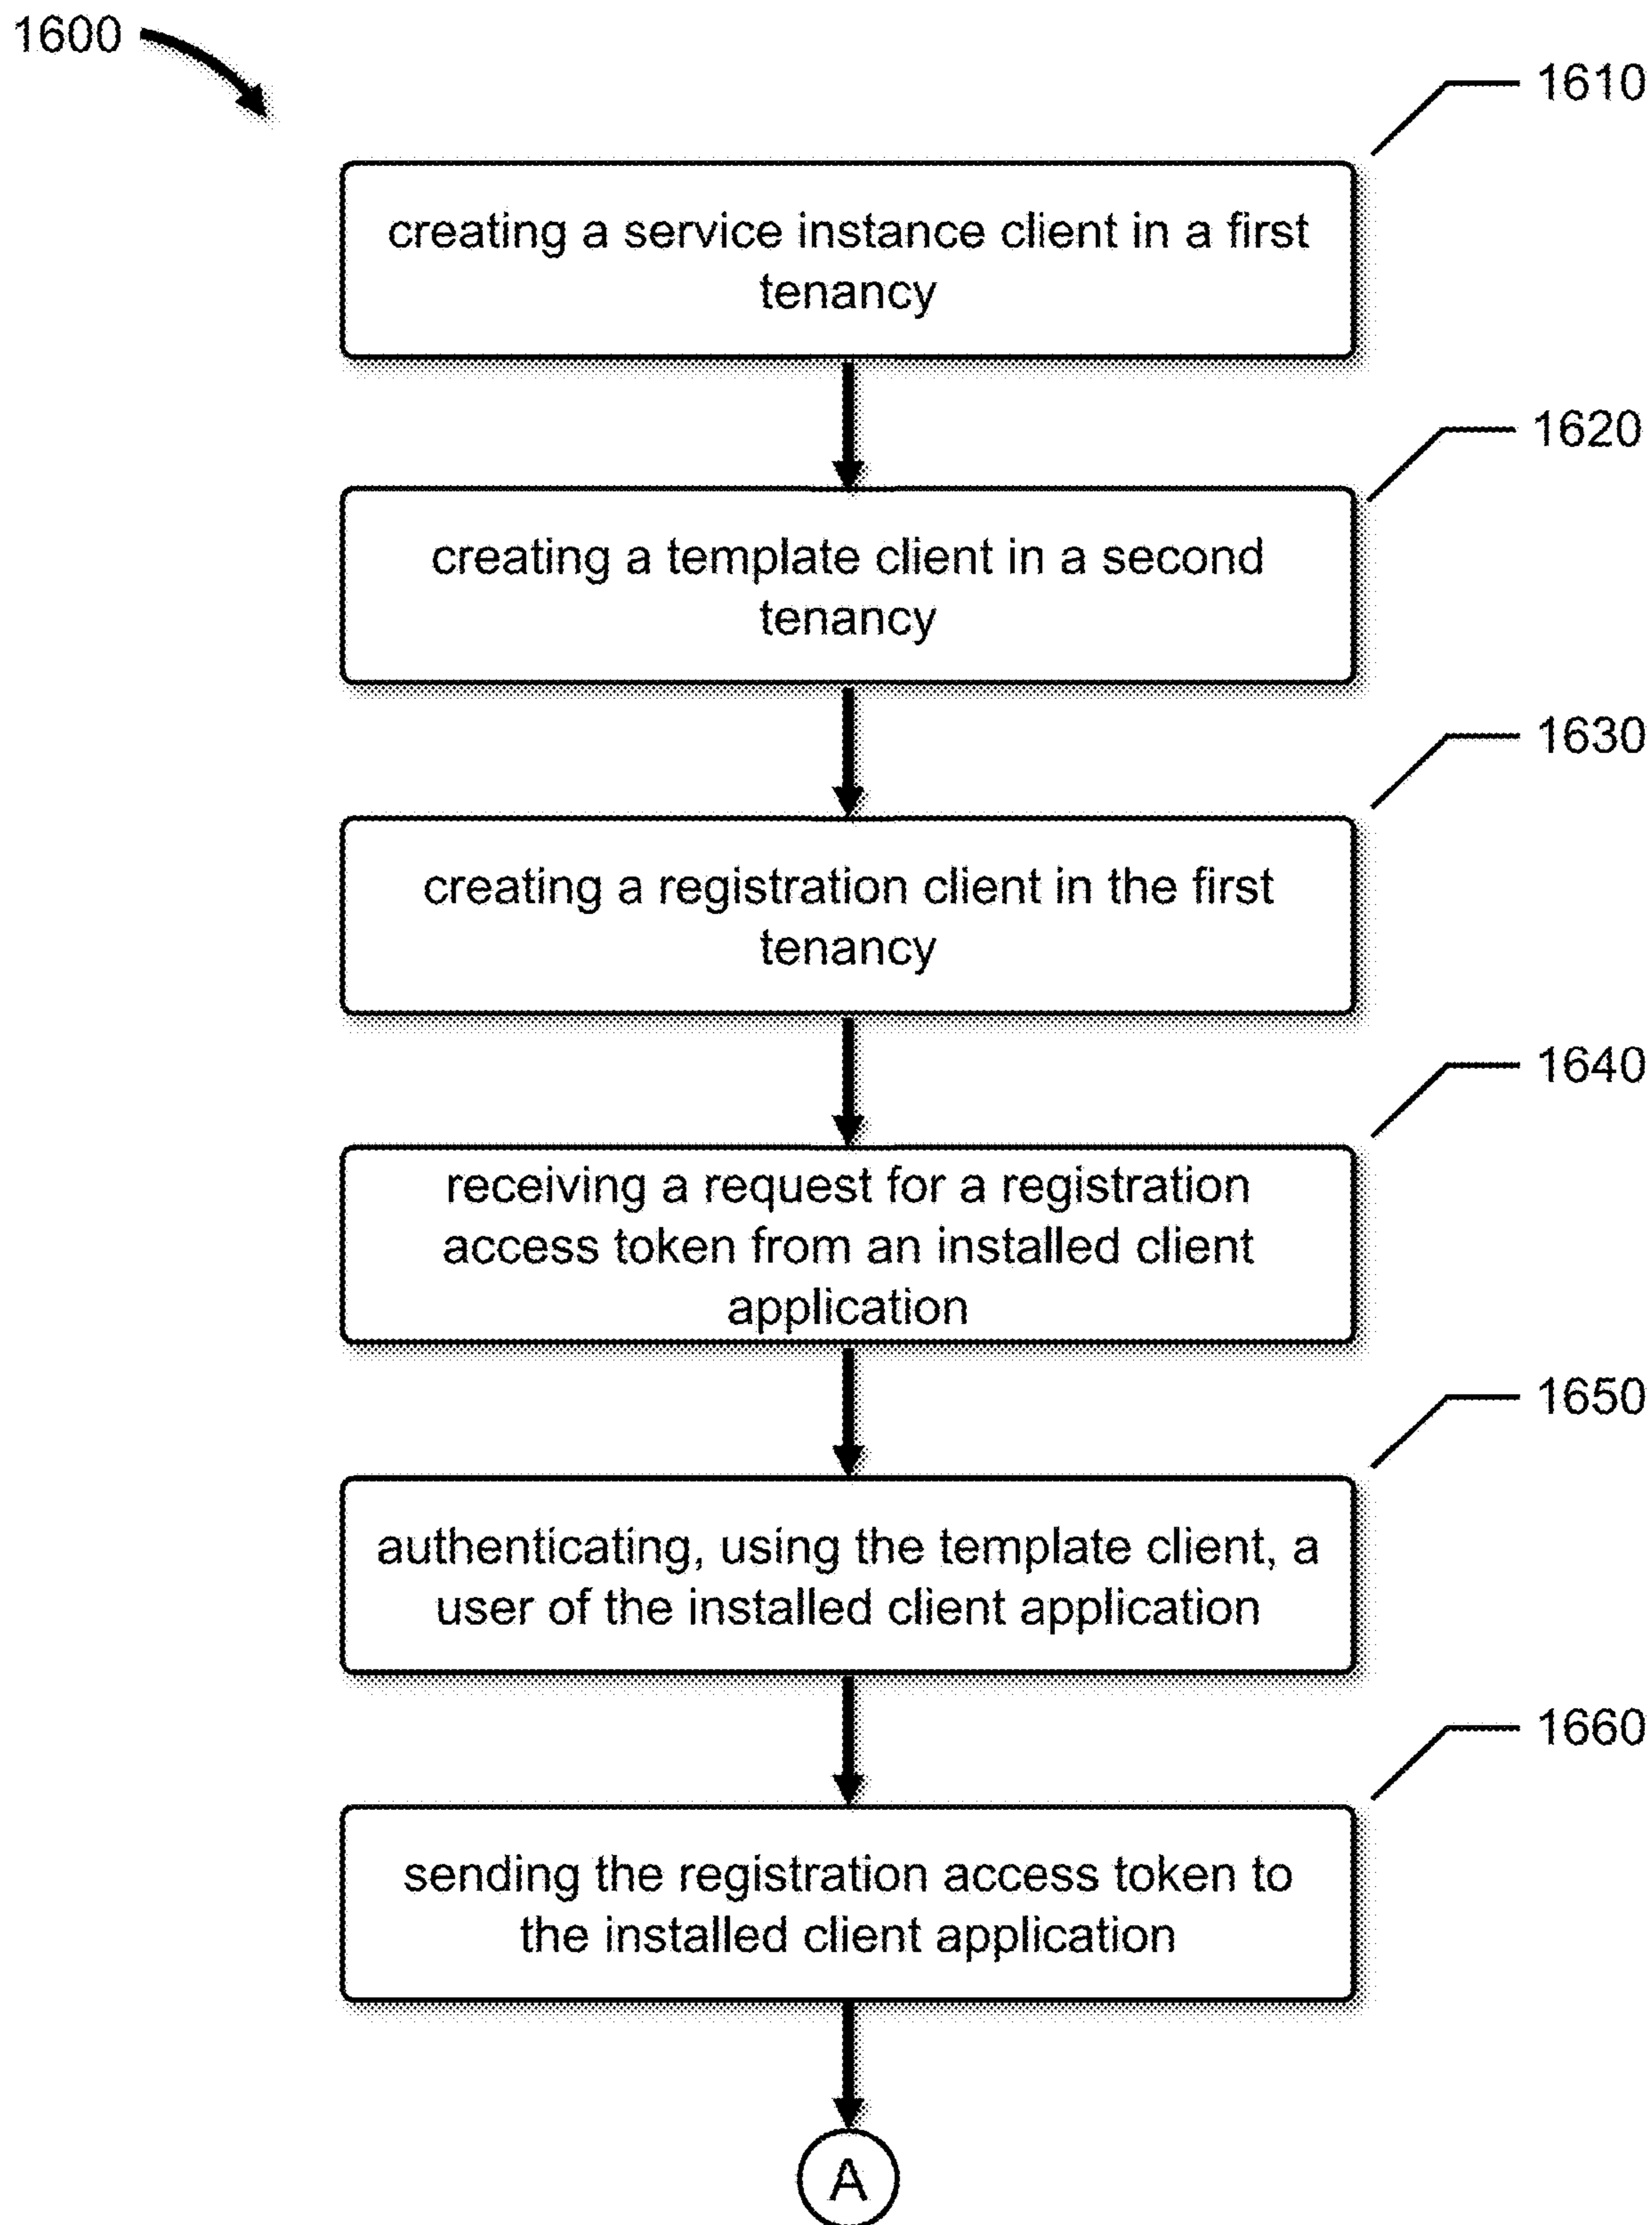 1600
1610
creating a service instance client in a first
tenancy
1620
creating a template client in a second
tenancy
1630
creating a registration client in the first
tenancy
1640
receiving a request for a registration
access token from an installed client
application
1650
authenticating, using the template client, a
user of the installed client application
1660
sending the registration access token to
the installed client application
A